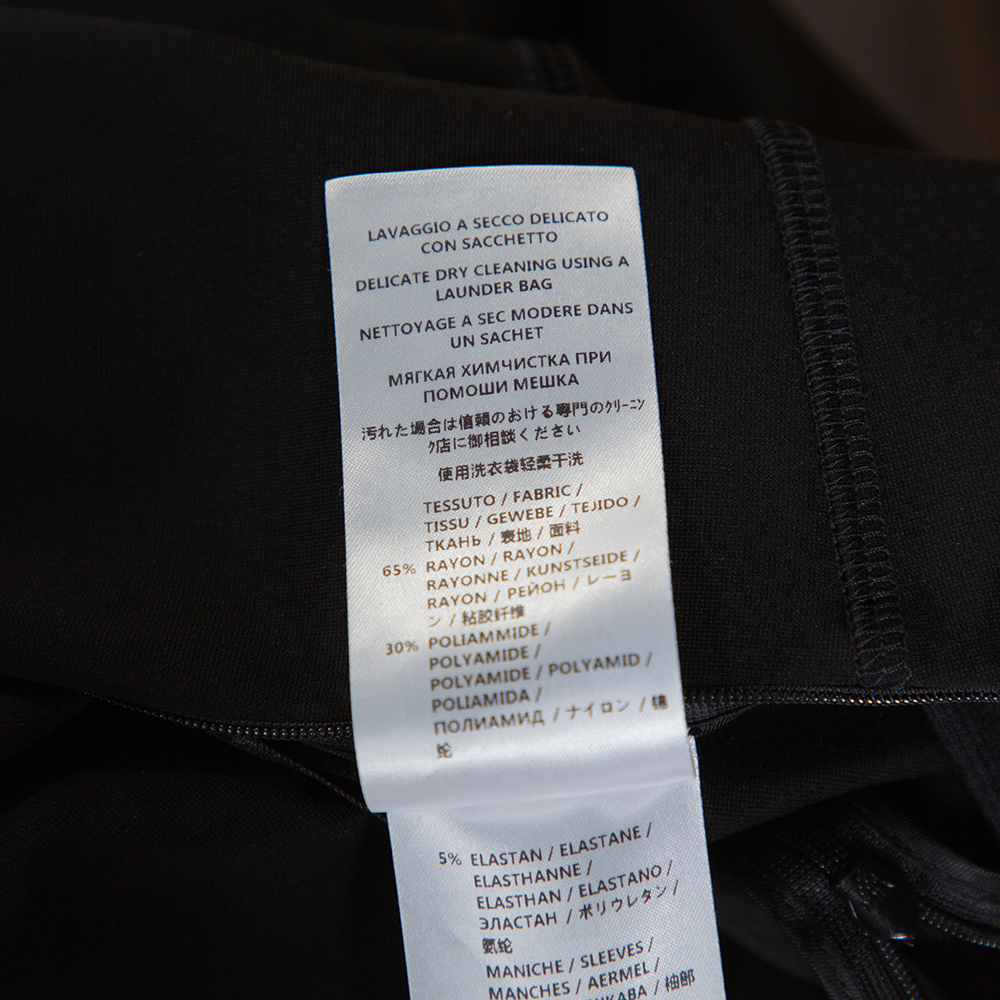 LAVAGGIO A SECCO DELICATO
CON SACCHETTO
DELICATE DRY CLEANING USING A
LAUNDER BAG
NETTOYAGE A SEC MODERE DANS
UN SACHET
МЯГКАЯ ХИМЧИСТКА ПРИ
ПОМОШИ МЕШКА
汚れた場合は信頼のおける専門のクリーニン
ク店に御相談ください
使用洗衣袋轻柔干洗
TESSUTO / FABRIC /
TISSU / GEWEBE / TEJIDO /
ТКАНЬ / 表地 / 面料
65% RAYON / RAYON /
RAYONNE / KUNSTSEIDE /
RAYON / РЕЙОН / レーヨ
ン / 粘胶纤维
30% POLIAMMIDE /
POLYAMIDE /
POLYAMIDE / POLYAMID /
POLIAMIDA /
ПОЛИАМИД / ナイロン / 锦
纶
5% ELASTAN / ELASTANE /
ELASTHANNE /
ELASTHAN / ELASTANO /
ЭЛАСТАН / ポリウレタン /
氨纶
MANICHE / SLEEVES /
MANCHES / AERMEL /
/ 袖部